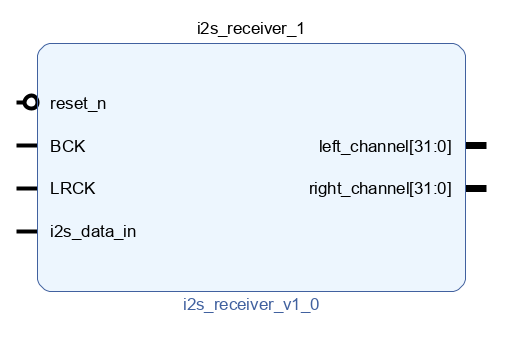 i2s_receiver_1
reset_n
BCK
left_channel[31:0]
LRCK
right_channel[31:0]
i2s_data_in
i2s_receiver_v1_0